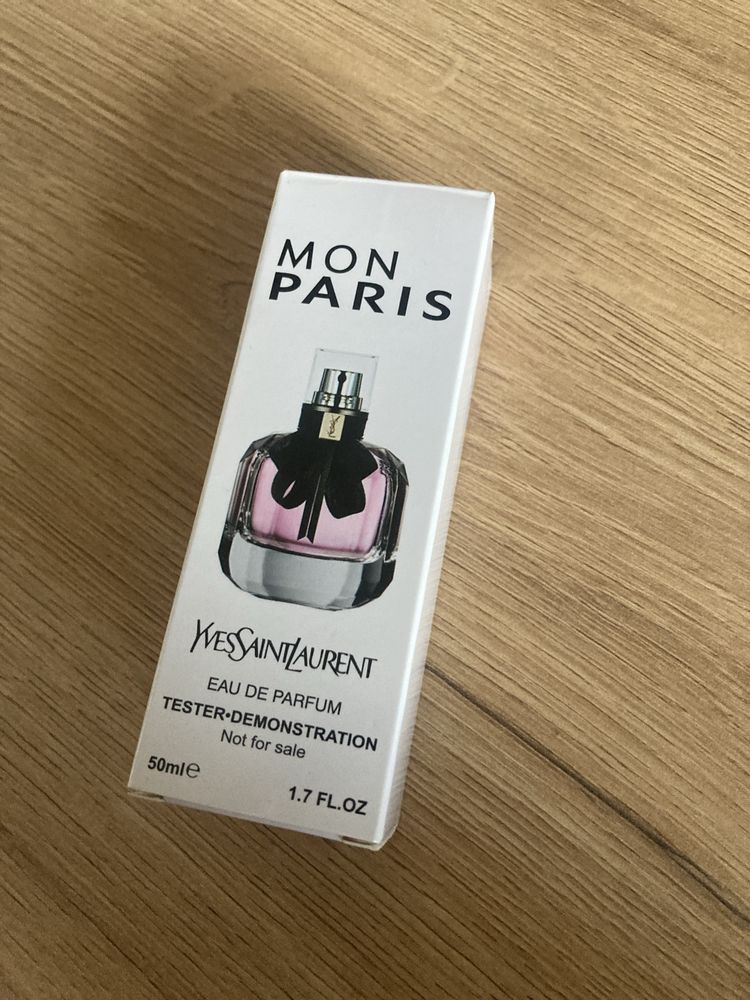 MON
PARIS
YVESSAINTLAURENT
EAU DE PARFUM
TESTER•DEMONSTRATION
Not for sale
50ml℮
1.7 FL.OZ